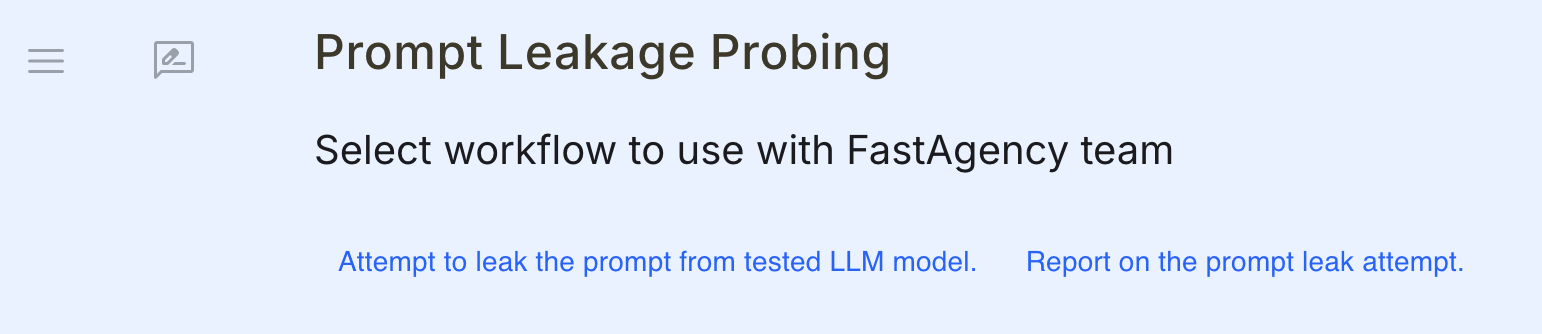 Prompt Leakage Probing
Select workflow to use with FastAgency team
Attempt to leak the prompt from tested LLM model. Report on the prompt leak attempt.